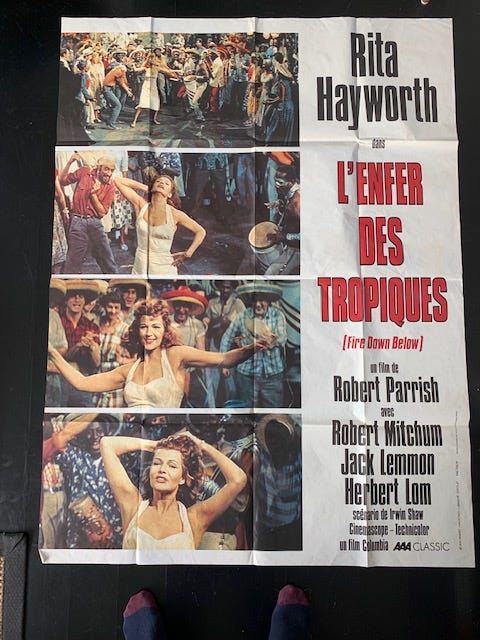 Rita
Hayworth
dans
L'ENFER
DES
TROPIQUES
(Fire Down Below)
un film de
Robert Parrish
avec
Robert Mitchum
Jack Lemmon
Herbert Lom
scénario de Irwin Shaw
Cinemascope - Technicolor
un film Columbia AAA CLASSIC